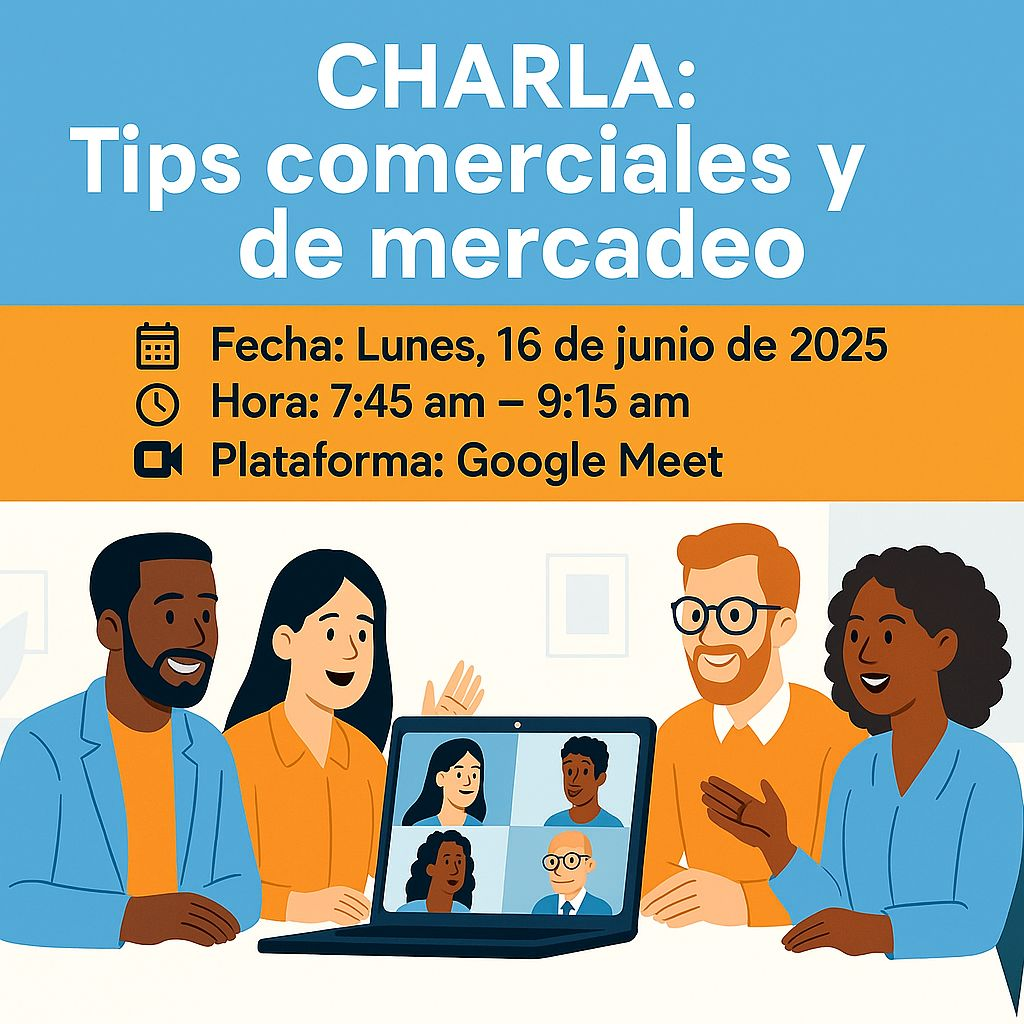 CHARLA:
Tips comerciales y
de mercadeo
Fecha: Lunes, 16 de junio de 2025
Hora: 7:45 am – 9:15 am
Plataforma: Google Meet